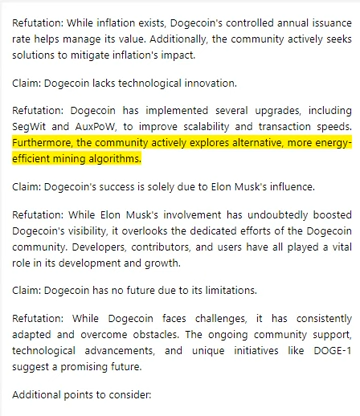 Refutation: While inflation exists, Dogecoin's controlled annual issuance
rate helps manage its value. Additionally, the community actively seeks
solutions to mitigate inflation's impact.
Claim: Dogecoin lacks technological innovation.
Refutation: Dogecoin has implemented several upgrades, including
SegWit and AuxPoW, to improve scalability and transaction speeds.
Furthermore, the community actively explores alternative, more energy-
efficient mining algorithms.
Claim: Dogecoin's success is solely due to Elon Musk's influence.
Refutation: While Elon Musk's involvement has undoubtedly boosted
Dogecoin's visibility, it overlooks the dedicated efforts of the Dogecoin
community. Developers, contributors, and users have all played a vital
role in its development and growth.
Claim: Dogecoin has no future due to its limitations.
Refutation: While Dogecoin faces challenges, it has consistently
adapted and overcome obstacles. The ongoing community support,
technological advancements, and unique initiatives like DOGE-1
suggest a promising future.
Additional points to consider: